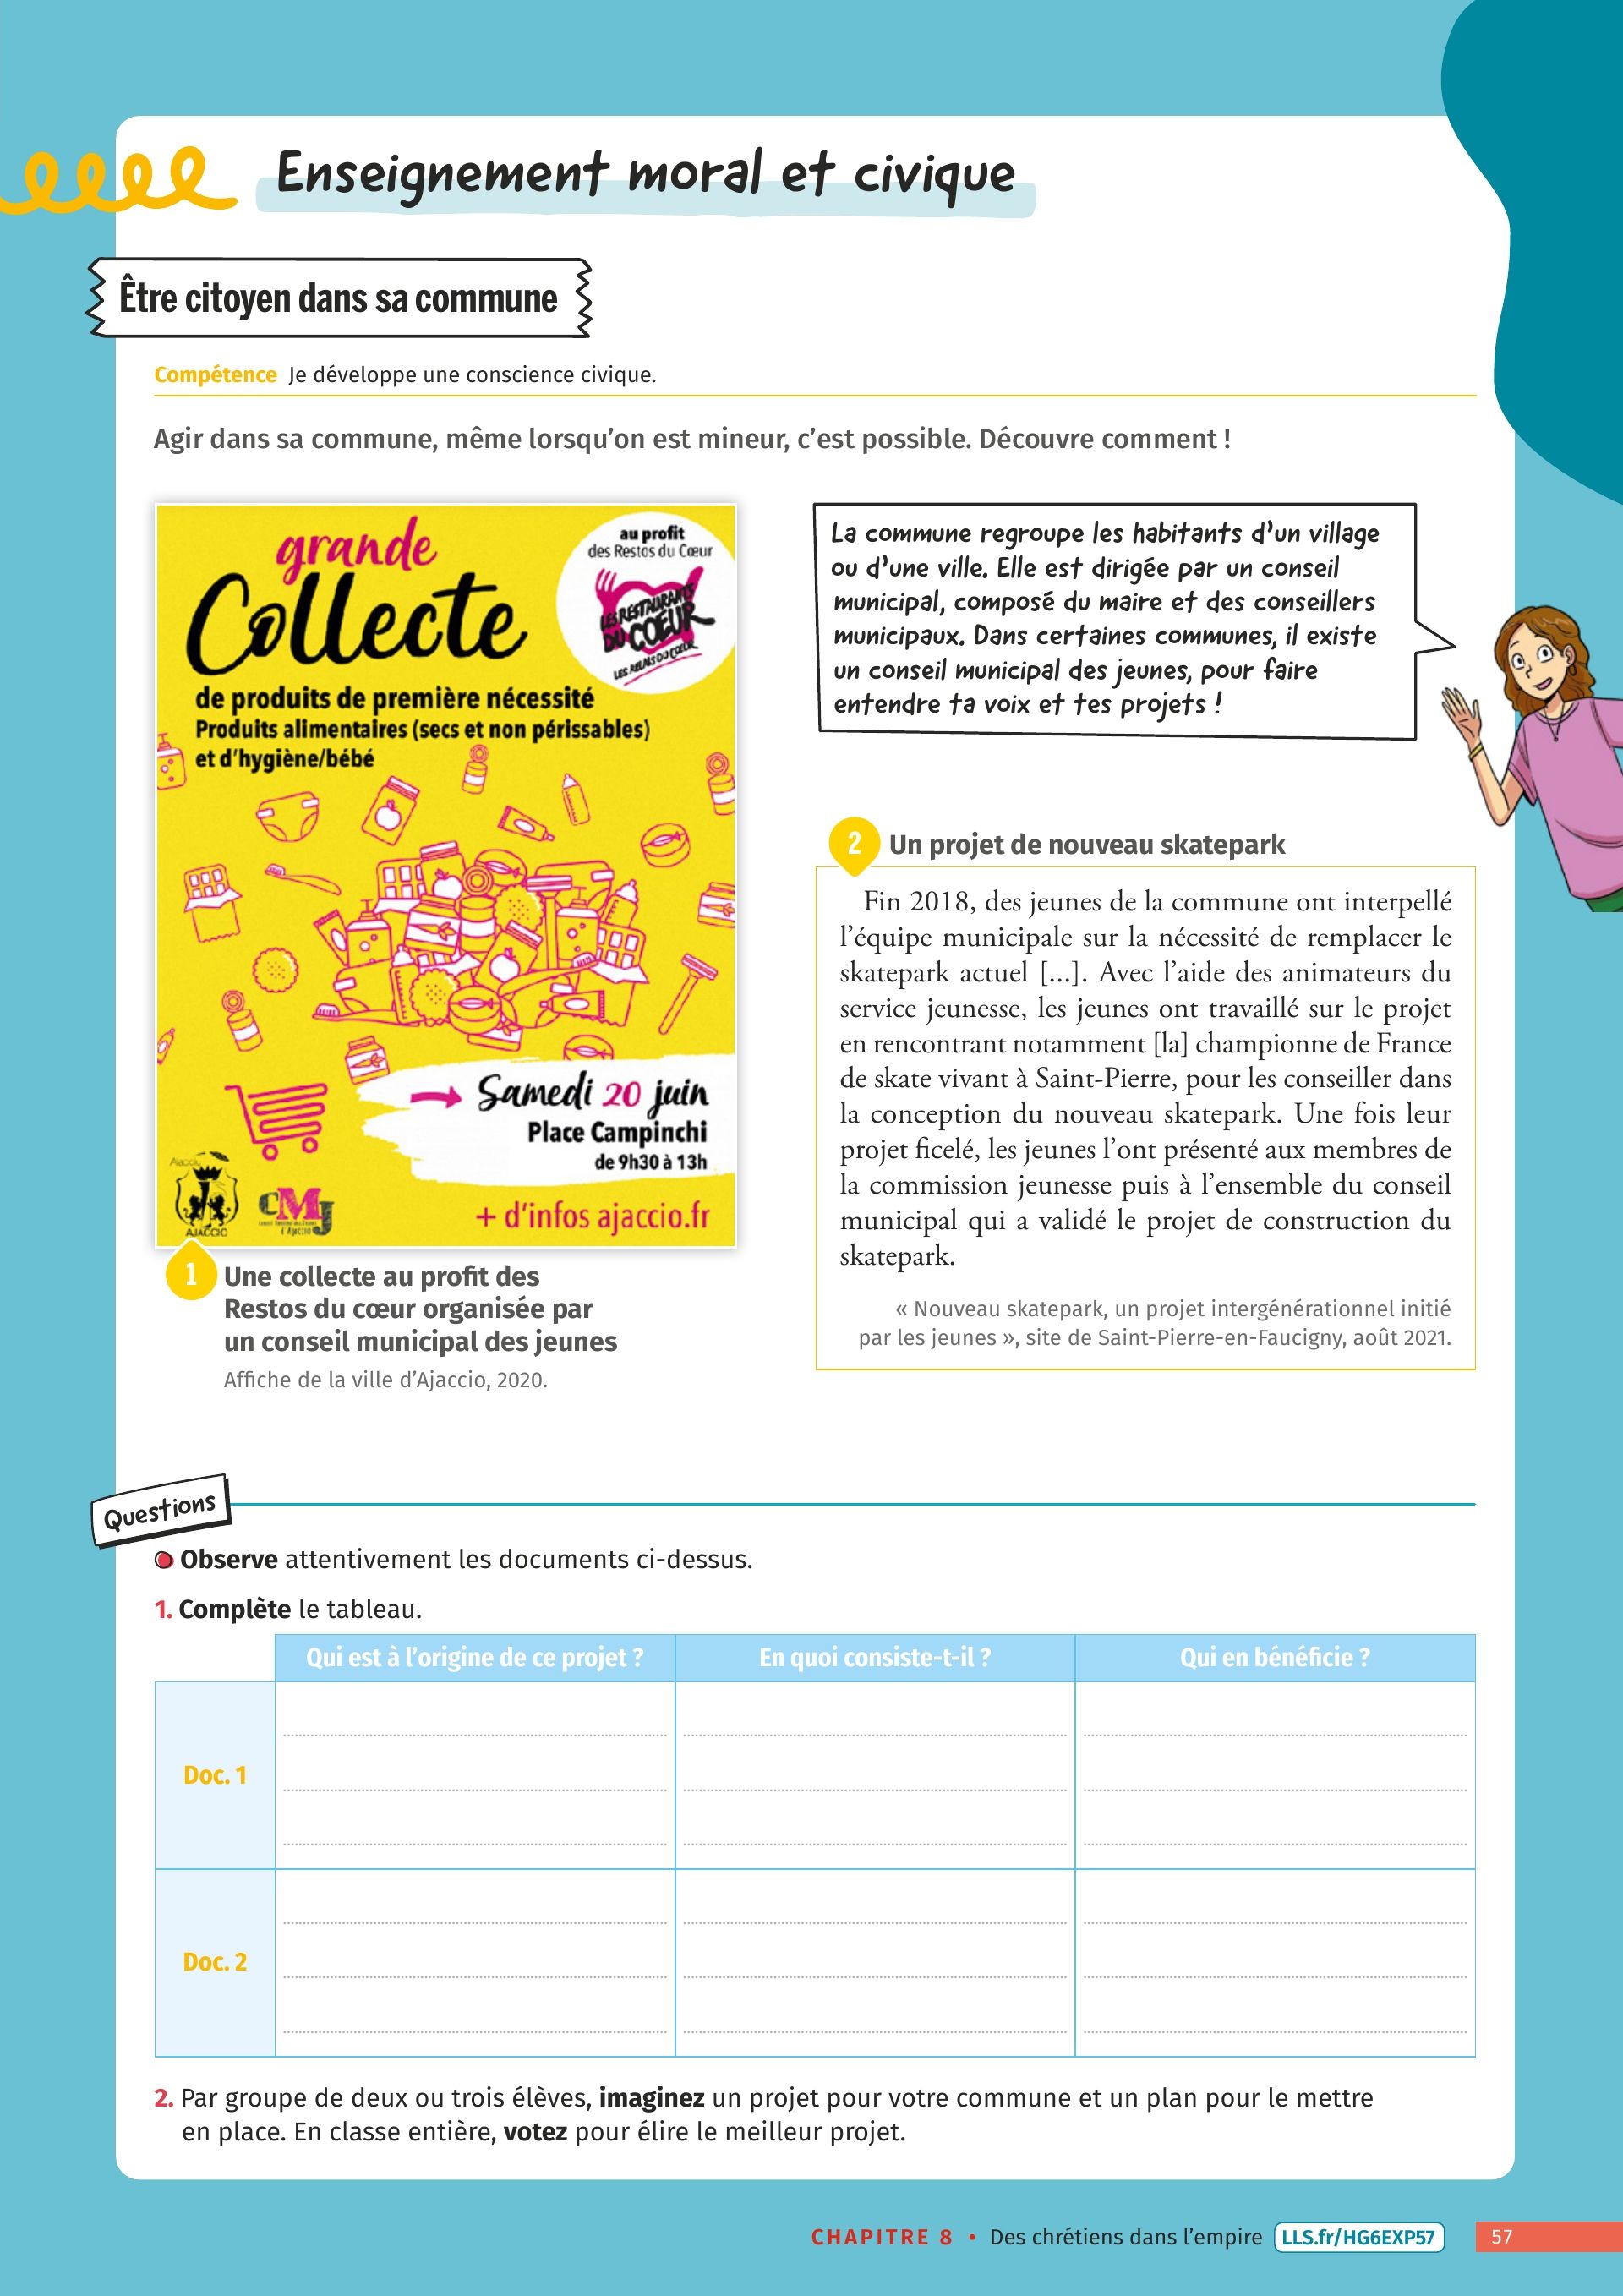 Enseignement moral et civique
Être citoyen dans sa commune
Compétence Je développe une conscience civique.
Agir dans sa commune, même lorsqu’on est mineur, c’est possible. Découvre comment !
grande
Collecte
au profit
des Restos du Cœur
LES RESTAURANTS
DU CŒUR
LES RELAIS DU CŒUR
de produits de première nécessité
Produits alimentaires (secs et non périssables)
et d’hygiène/bébé
Samedi 20 juin
Place Campinchi
de 9h30 à 13h
AJACCIO
CMJ
+ d’infos ajaccio.fr
1 Une collecte au profit des
Restos du cœur organisée par
un conseil municipal des jeunes
Affiche de la ville d’Ajaccio, 2020.
La commune regroupe les habitants d’un village
ou d’une ville. Elle est dirigée par un conseil
municipal, composé du maire et des conseillers
municipaux. Dans certaines communes, il existe
un conseil municipal des jeunes, pour faire
entendre ta voix et tes projets !
2 Un projet de nouveau skatepark
Fin 2018, des jeunes de la commune ont interpellé
l’équipe municipale sur la nécessité de remplacer le
skatepark actuel [...]. Avec l’aide des animateurs du
service jeunesse, les jeunes ont travaillé sur le projet
en rencontrant notamment [la] championne de France
de skate vivant à Saint-Pierre, pour les conseiller dans
la conception du nouveau skatepark. Une fois leur
projet ficelé, les jeunes l’ont présenté aux membres de
la commission jeunesse puis à l’ensemble du conseil
municipal qui a validé le projet de construction du
skatepark.
« Nouveau skatepark, un projet intergénérationnel initié
par les jeunes », site de Saint-Pierre-en-Faucigny, août 2021.
Questions
Observe attentivement les documents ci-dessus.
1. Complète le tableau.
Qui est à l’origine de ce projet ? En quoi consiste-t-il ? Qui en bénéficie ?
Doc. 1
Doc. 2
2. Par groupe de deux ou trois élèves, imaginez un projet pour votre commune et un plan pour le mettre
en place. En classe entière, votez pour élire le meilleur projet.
CHAPITRE 8 • Des chrétiens dans l’empire LLS.fr/HG6EXP57 57